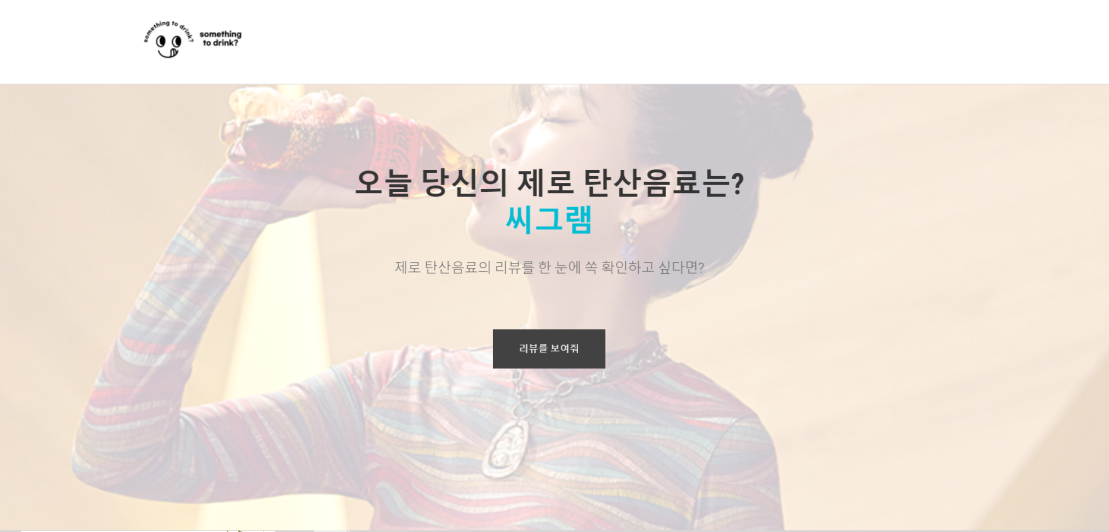 something to drink?
something
to drink?
오늘 당신의 제로 탄산음료는?
씨그램
제로 탄산음료의 리뷰를 한 눈에 쏙 확인하고 싶다면?
리뷰를 보여줘